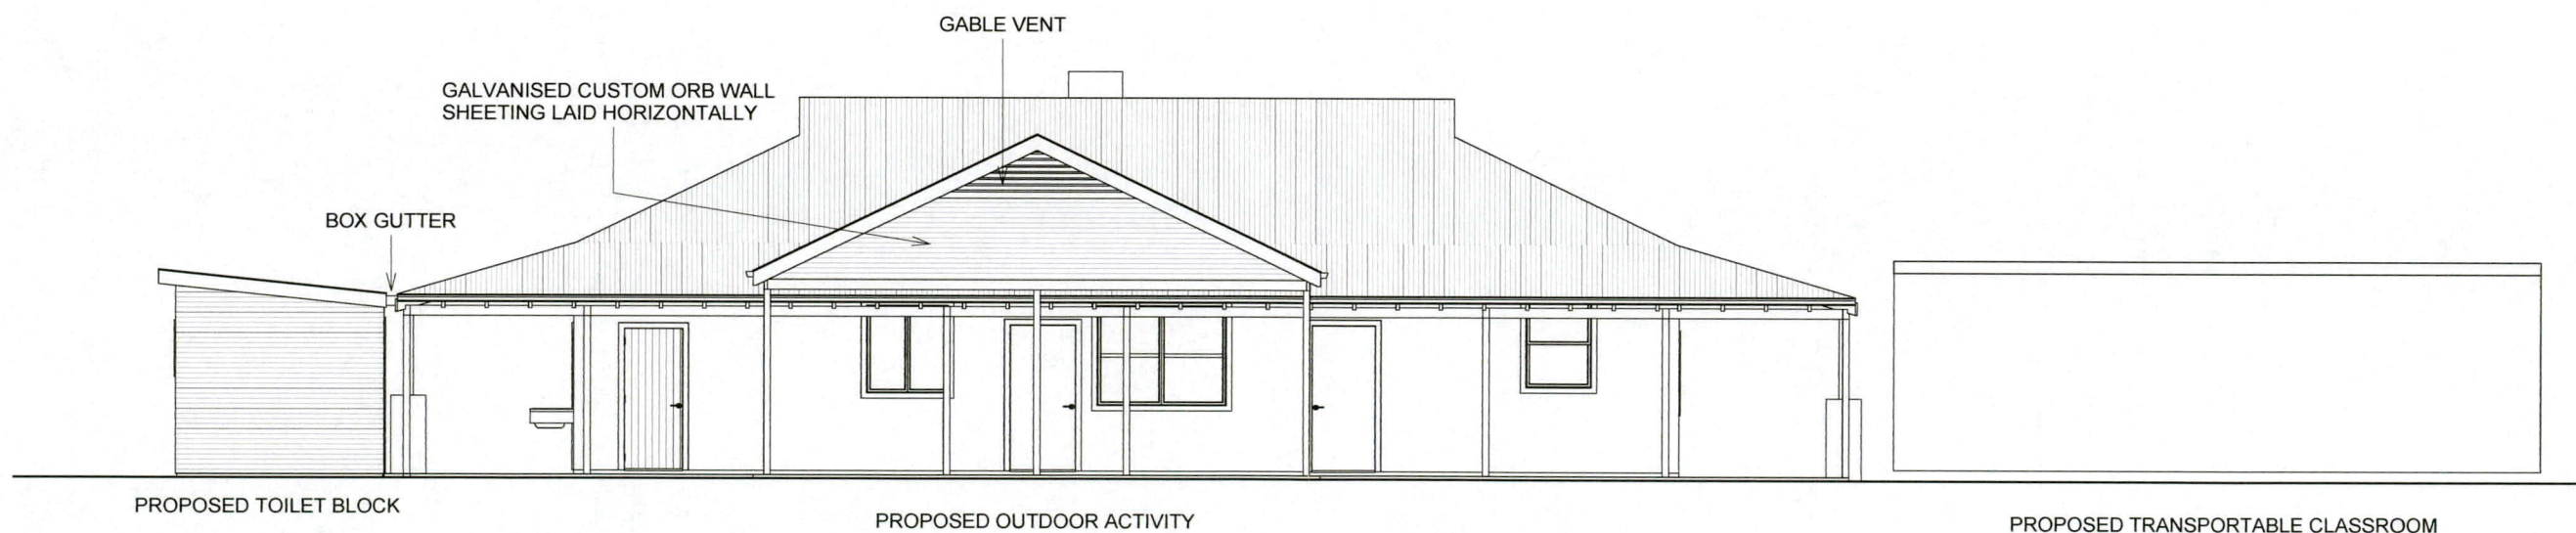 GABLE VENT
GALVANISED CUSTOM ORB WALL
SHEETING LAID HORIZONTALLY
BOX GUTTER
PROPOSED TOILET BLOCK
PROPOSED OUTDOOR ACTIVITY
PROPOSED TRANSPORTABLE CLASSROOM